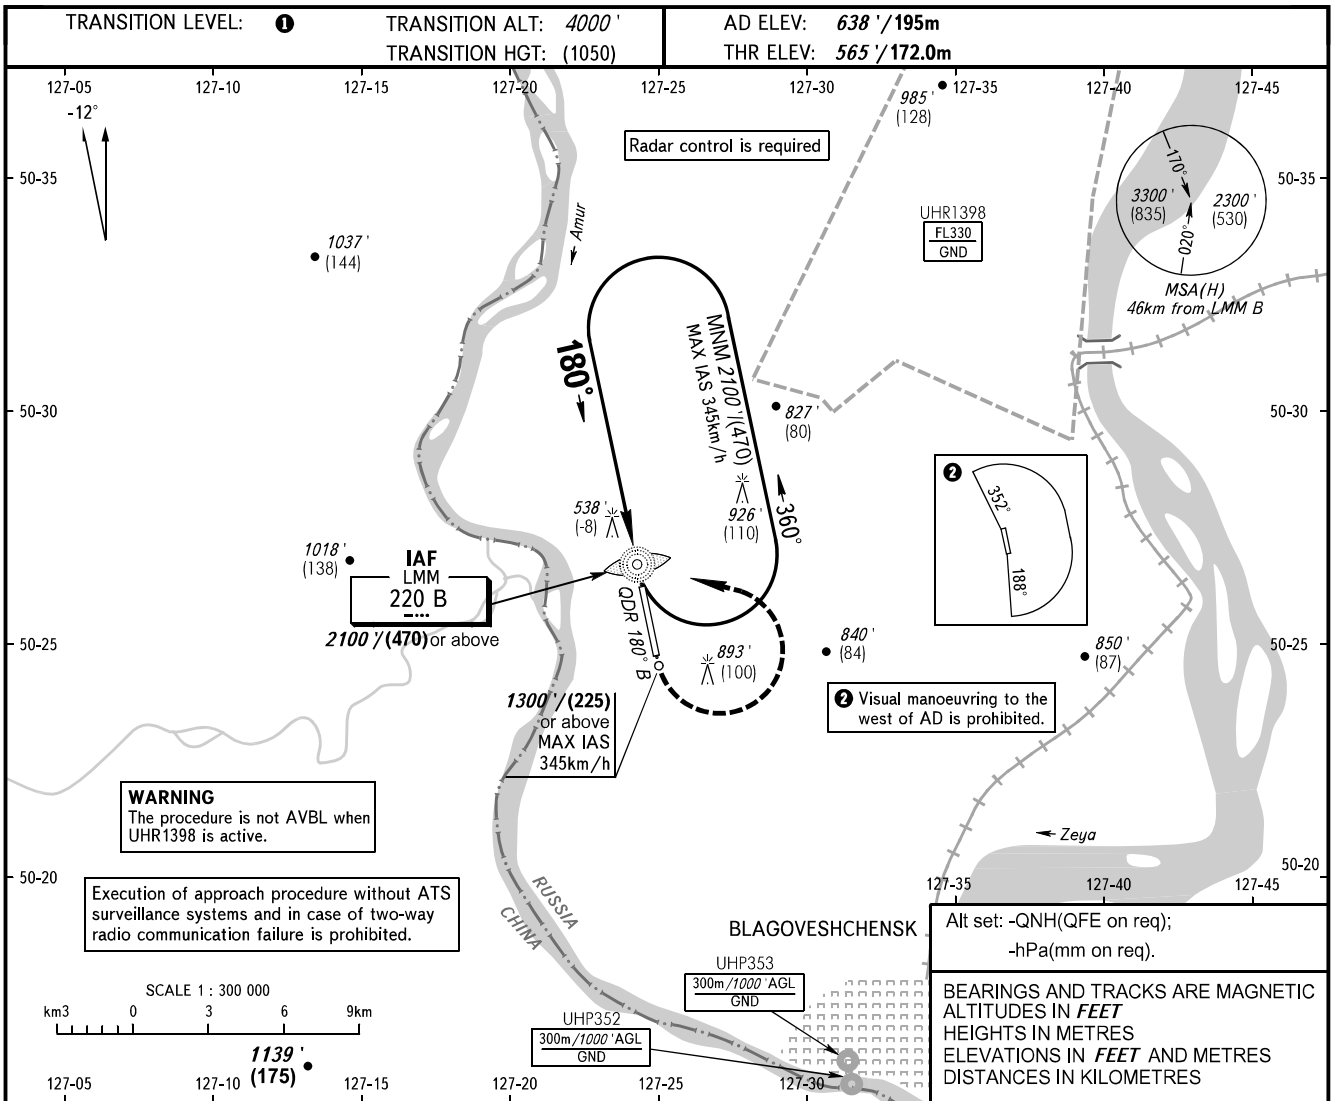 TRANSITION LEVEL: ❶
TRANSITION ALT: 4000 '
TRANSITION HGT: (1050)
AD ELEV: 638 '/195m
THR ELEV: 565 '/172.0m
127-05 127-10 127-15 127-20 127-25 127-30 127-35 127-40 127-45
-12°
985 '
(128)
Radar control is required
50-35
50-35
170°
3300 '
(835)
2300 '
(530)
020°
MSA(H)
46km from LMM B
UHR1398
FL330
GND
Amur
1037 '
(144)
180°
MNM 2100 '/(470)
MAX IAS 345km/h
360°
50-30
50-30
827 '
(80)
❷
352°
188°
538 '
(-8)
926 '
(110)
1018 '
(138)
IAF
LMM
220 B
2100 '/(470) or above
QDR 180° B
50-25
50-25
893 '
(100)
840 '
(84)
850 '
(87)
1300 '/(225)
or above
MAX IAS
345km/h
❷ Visual manoeuvring to the
west of AD is prohibited.
WARNING
The procedure is not AVBL when
UHR1398 is active.
Zeya
50-20
50-20
Execution of approach procedure without ATS
surveillance systems and in case of two-way
radio communication failure is prohibited.
RUSSIA
CHINA
127-35 127-40 127-45
BLAGOVESHCHENSK
Alt set: -QNH(QFE on req);
-hPa(mm on req).
UHP353
300m/1000 'AGL
GND
UHP352
300m/1000 'AGL
GND
SCALE 1 : 300 000
km3 0 3 6 9km
1139 '
(175)
BEARINGS AND TRACKS ARE MAGNETIC
ALTITUDES IN FEET
HEIGHTS IN METRES
ELEVATIONS IN FEET AND METRES
DISTANCES IN KILOMETRES
127-05 127-10 127-15 127-20 127-25 127-30